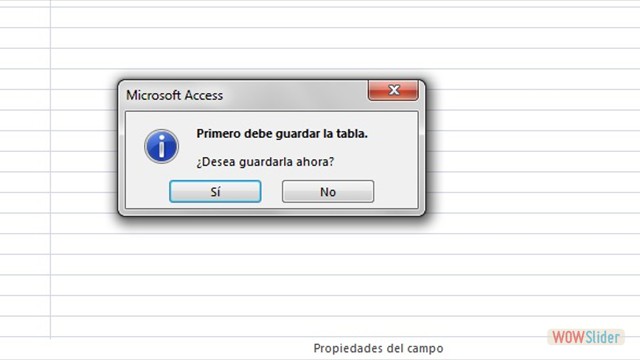 Microsoft Access
Primero debe guardar la tabla.
¿Desea guardarla ahora?
Sí
No
WOWSlider
Propiedades del campo